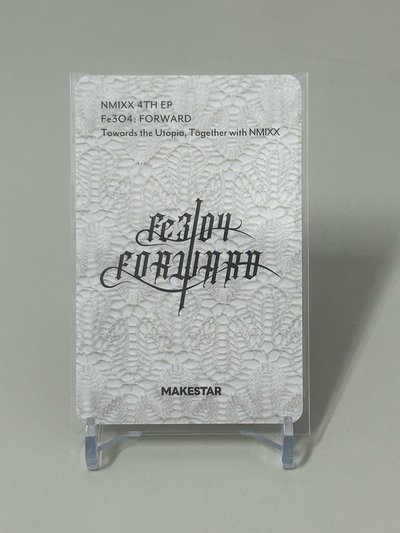 NMIXX 4TH EP
Fe3O4: FORWARD
Towards the Utopia, Together with NMIXX
Fe3O4
FORWARD
MAKESTAR